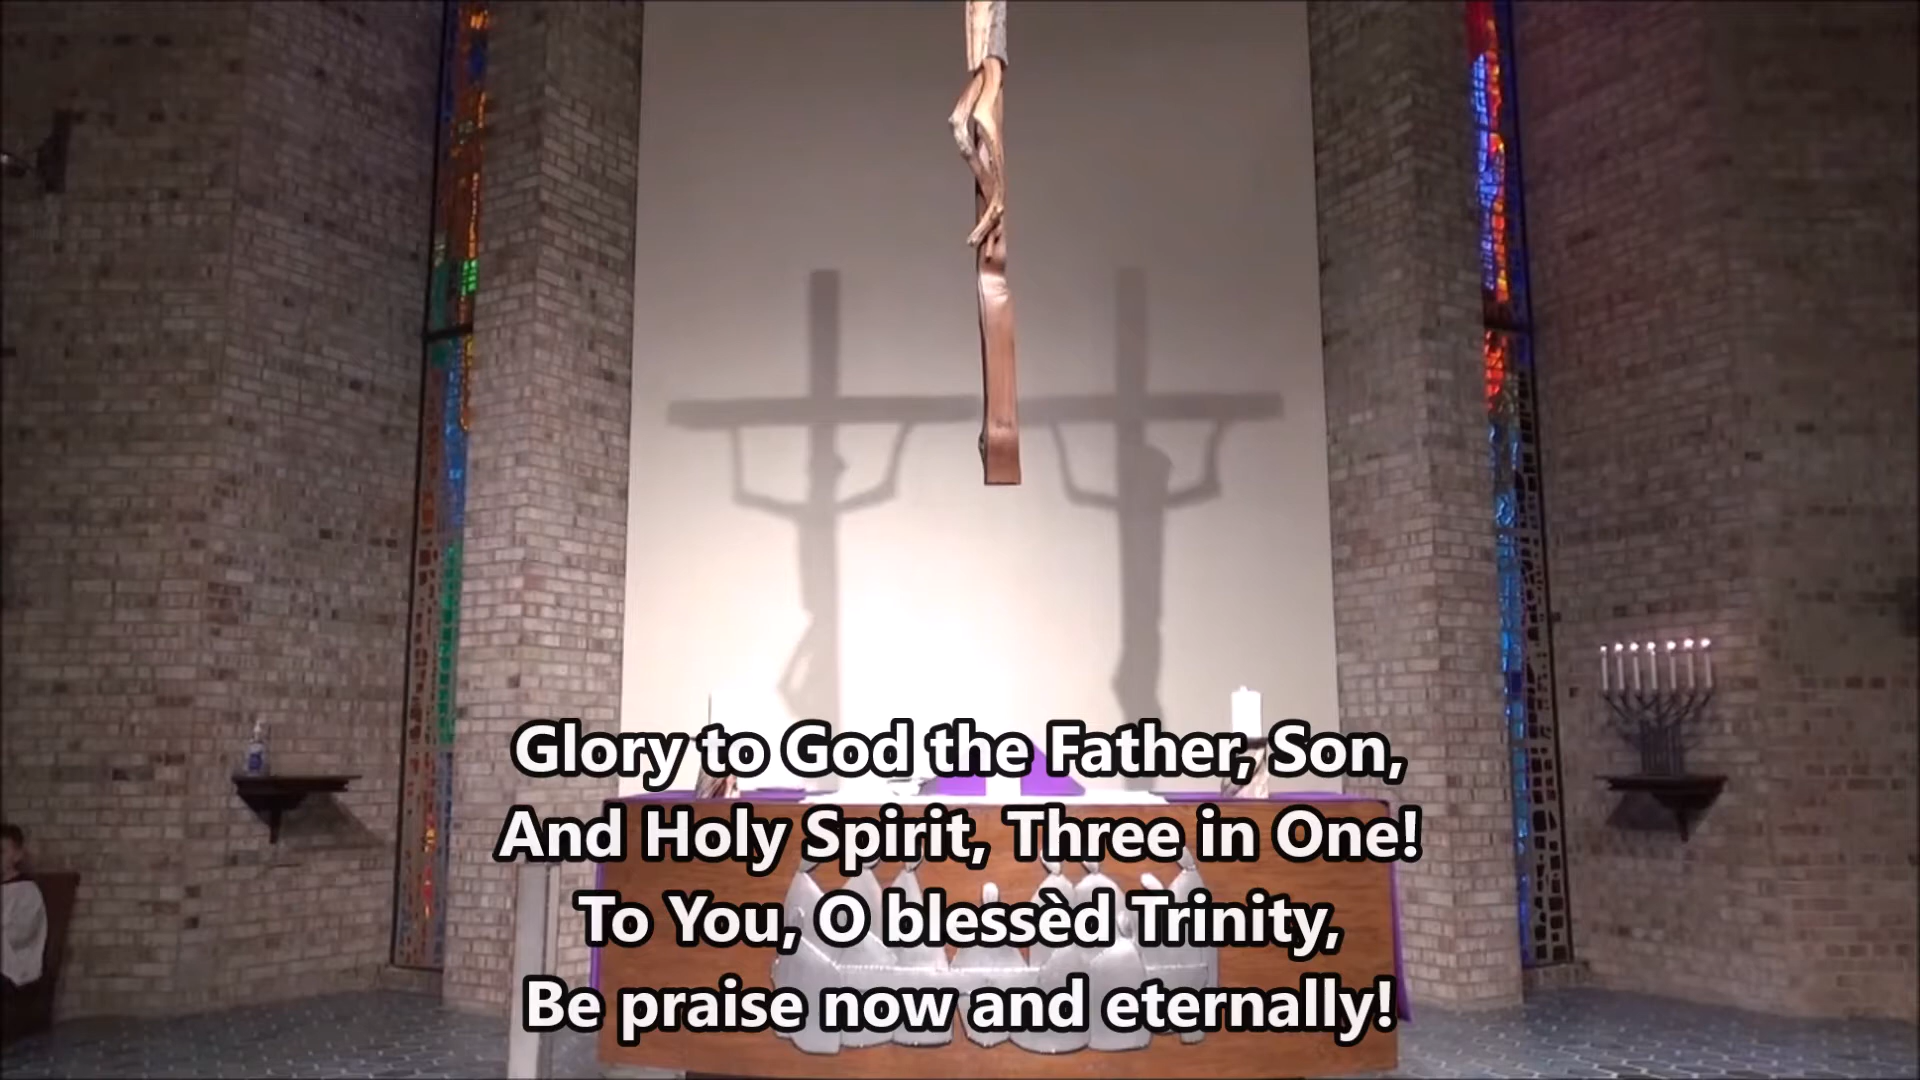 Glory to God the Father, Son,
And Holy Spirit, Three in One!
To You, O blessèd Trinity,
Be praise now and eternally!